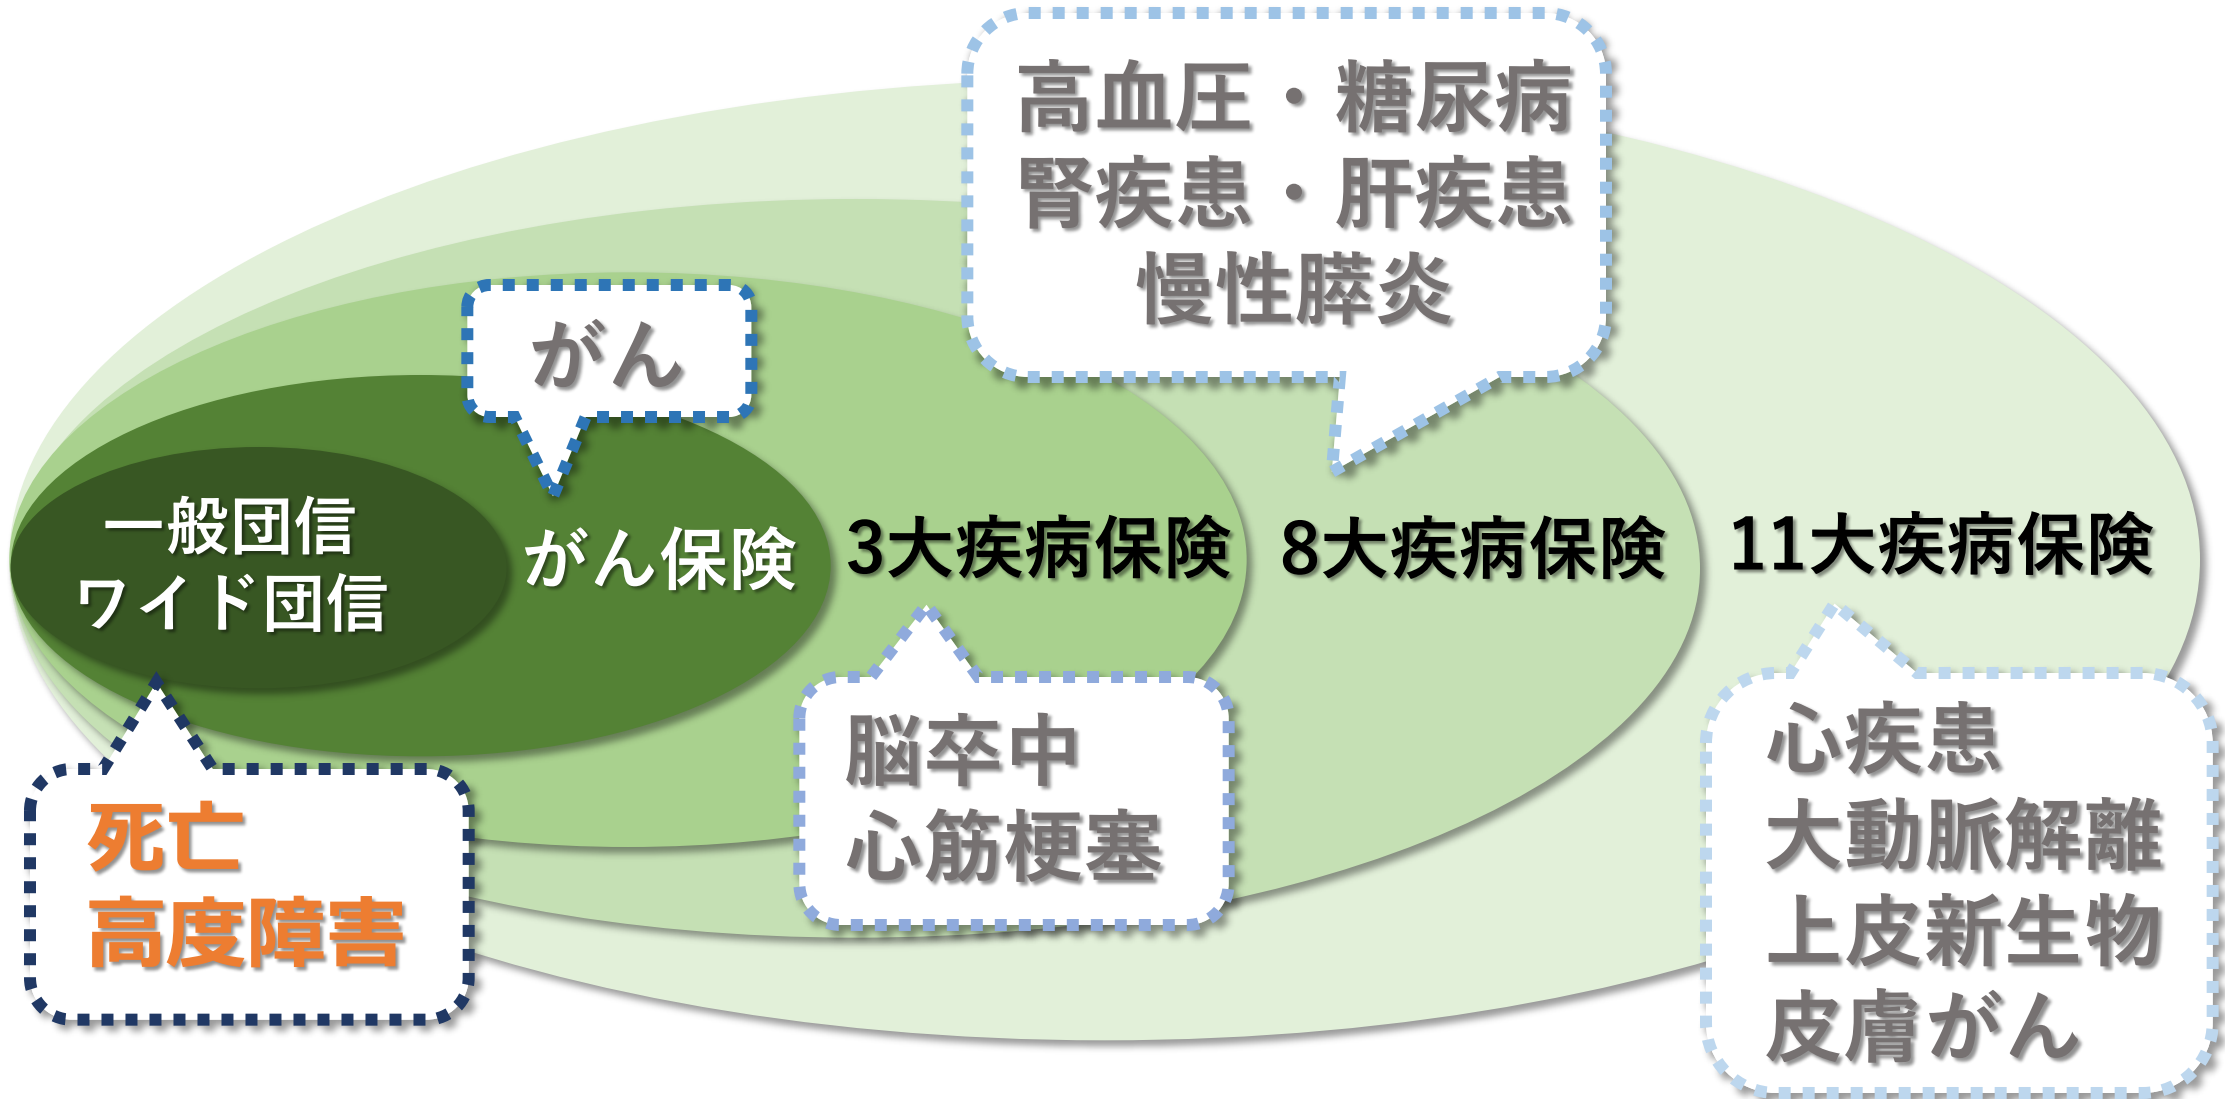 高血圧・糖尿病
腎疾患・肝疾患
慢性膵炎
がん
一般団信
ワイド団信
がん保険
3大疾病保険
8大疾病保険
11大疾病保険
死亡
高度障害
脳卒中
心筋梗塞
心疾患
大動脈解離
上皮新生物
皮膚がん